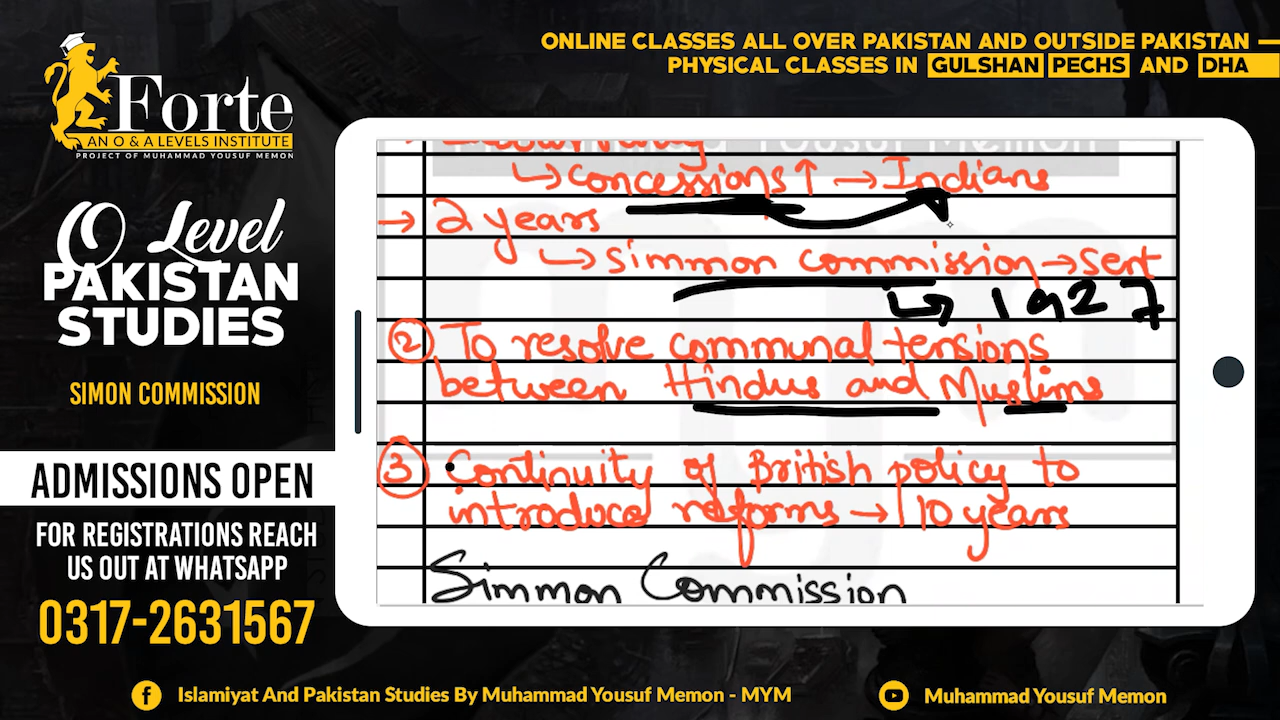 Forte
AN O & A LEVELS INSTITUTE
PROJECT OF MUHAMMAD YOUSUF MEMON
O Level
PAKISTAN
STUDIES
SIMON COMMISSION
ADMISSIONS OPEN
FOR REGISTRATIONS REACH
US OUT AT WHATSAPP
0317-2631567
ONLINE CLASSES ALL OVER PAKISTAN AND OUTSIDE PAKISTAN
PHYSICAL CLASSES IN GULSHAN PECHS AND DHA
Yousuf Memon
↳ concessions ↑ → Indians
→ 2 years
↳ Simmon commission → sent
↳ 1927
② To resolve communal tensions
between Hindus and Muslims
③ Continuity of British policy to
introduce reforms → 10 years
Simmon Commission
Islamiyat And Pakistan Studies By Muhammad Yousuf Memon - MYM
Muhammad Yousuf Memon